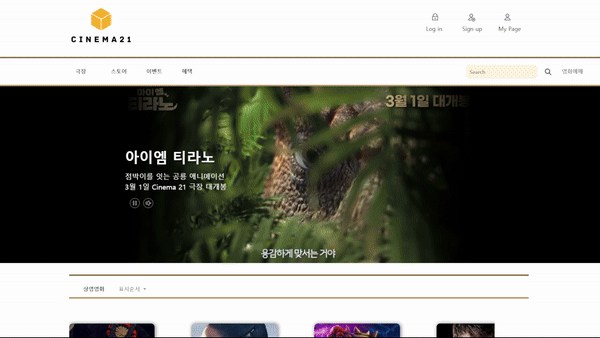 CINEMA21
Log in
Sign up
My Page
극장
스토어
이벤트
혜택
Search
영화예매
아이엠
티라노
3월 1일 대개봉
아이엠 티라노
점박이를 잇는 공룡 애니메이션
3월 1일 Cinema 21 극장 대개봉
용감하게 맞서는 거야
상영영화
표시순서